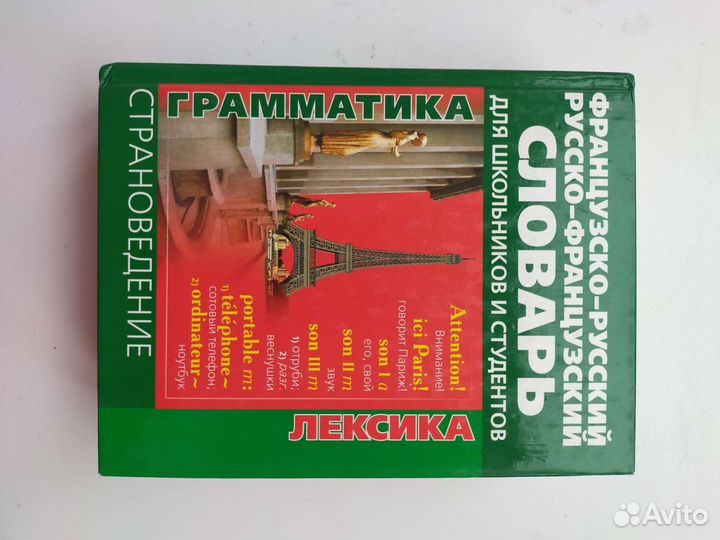 ФРАНЦУЗСКО-РУССКИЙ
РУССКО-ФРАНЦУЗСКИЙ
СЛОВАРЬ
ДЛЯ ШКОЛЬНИКОВ И СТУДЕНТОВ
ГРАММАТИКА
ЛЕКСИКА
Attention!
Внимание!
ici Paris!
говорит Париж!
son I a
его, свой
son II m
звук
son III m
1) отруби;
2) разг.
веснушки
portable m:
1) téléphone~
сотовый телефон;
2) ordinateur~
ноутбук
СТРАНОВЕДЕНИЕ
Avito